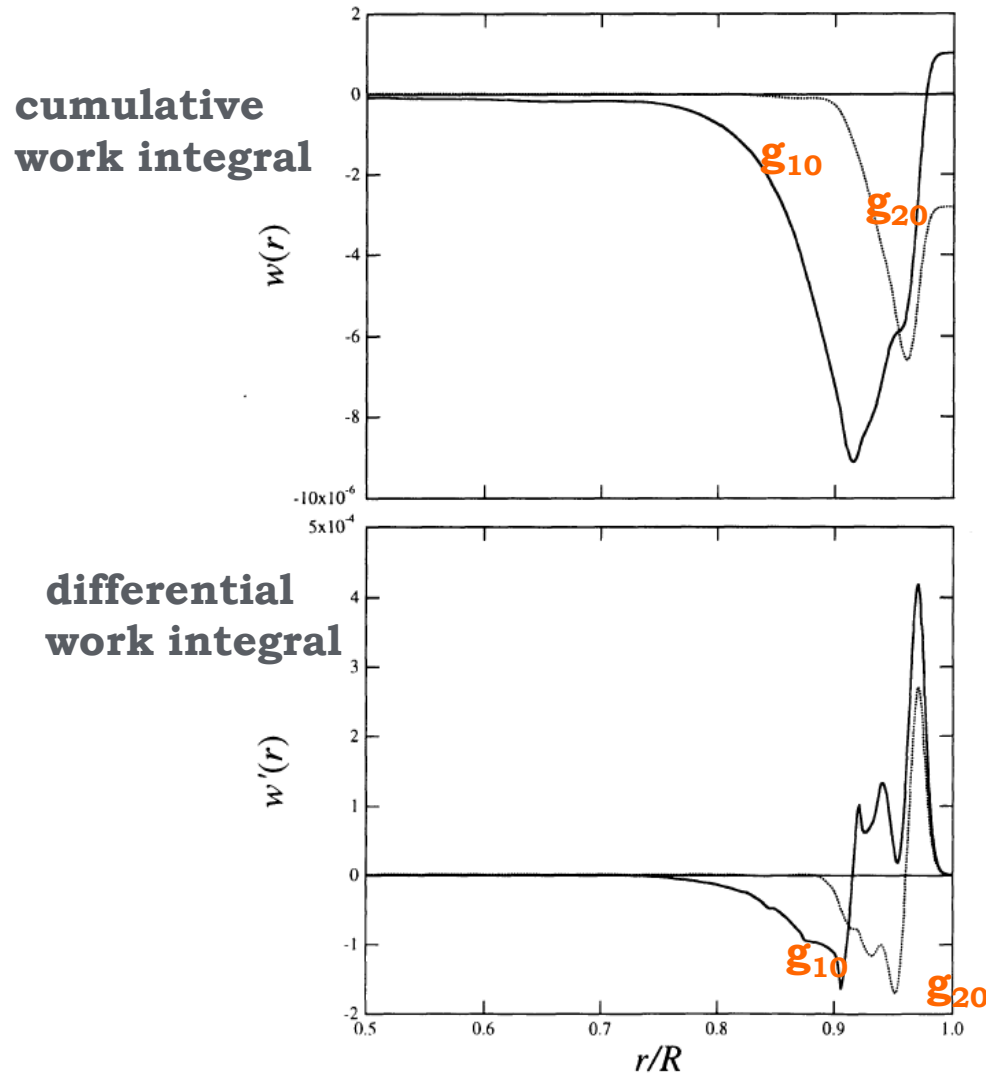 cumulative
work integral
w(r)
2
0
-2
-4
-6
-8
-10x10⁻⁶
g₁₀
g₂₀
differential
work integral
w'(r)
5x10⁻⁴
4
3
2
1
0
-1
-2
g₁₀
g₂₀
0.5 0.6 0.7 0.8 0.9 1.0
r/R